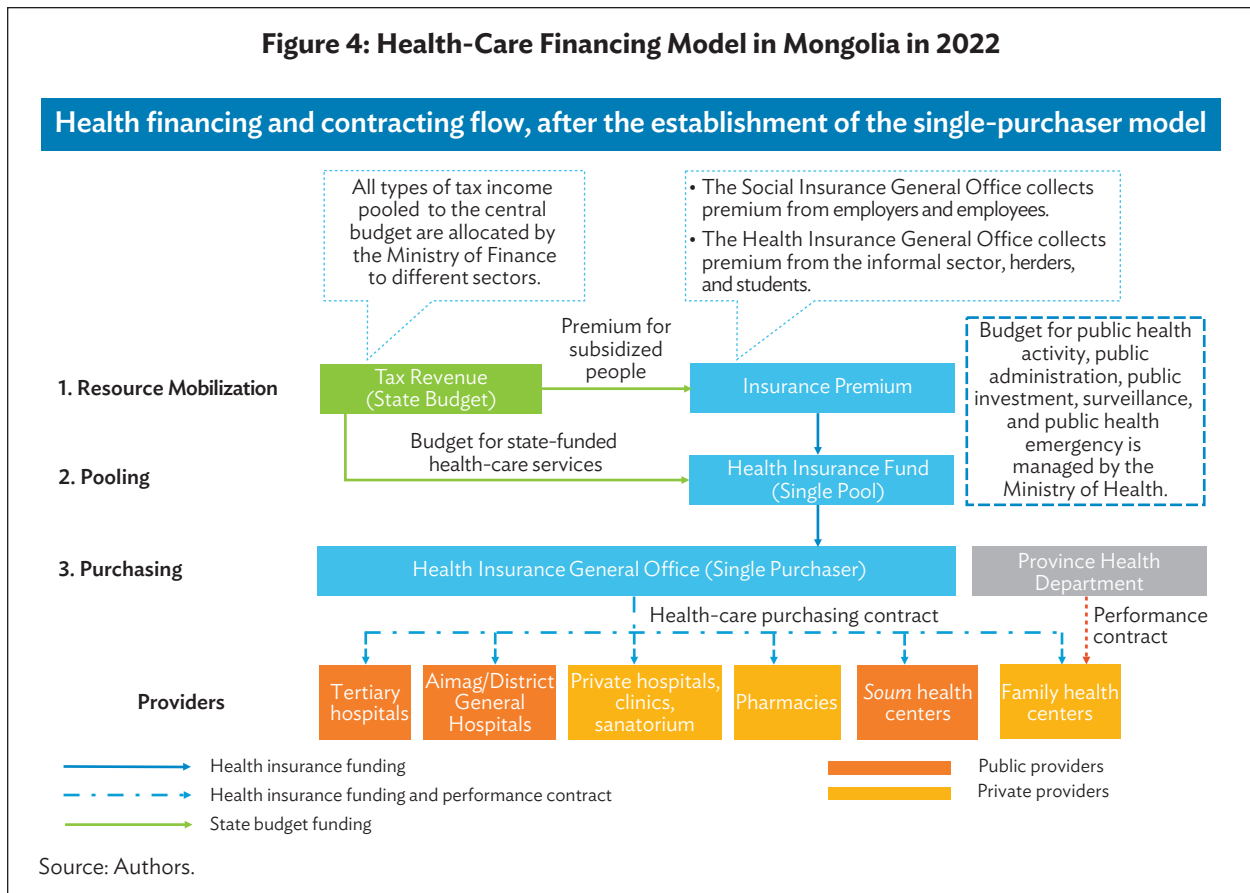 Figure 4: Health-Care Financing Model in Mongolia in 2022
Health financing and contracting flow, after the establishment of the single-purchaser model
All types of tax income
pooled to the central
budget are allocated by
the Ministry of Finance
to different sectors.
• The Social Insurance General Office collects
premium from employers and employees.
• The Health Insurance General Office collects
premium from the informal sector, herders,
and students.
Budget for public health
activity, public
administration, public
investment, surveillance,
and public health
emergency is
managed by the
Ministry of Health.
1. Resource Mobilization
Tax Revenue
(State Budget)
Premium for
subsidized
people
Insurance Premium
Budget for state-funded
health-care services
2. Pooling
Health Insurance Fund
(Single Pool)
3. Purchasing
Health Insurance General Office (Single Purchaser)
Province Health
Department
Health-care purchasing contract
Performance
contract
Providers
Tertiary
hospitals
Aimag/District
General
Hospitals
Private hospitals,
clinics,
sanatorium
Pharmacies
Soum health
centers
Family health
centers
Health insurance funding
Health insurance funding and performance contract
State budget funding
Public providers
Private providers
Source: Authors.